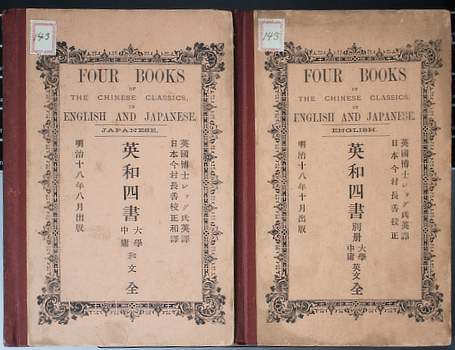 143
FOUR BOOKS
OF
THE CHINESE CLASSICS,
IN
ENGLISH AND JAPANESE.
JAPANESE.
英國博士レッグ氏英譯
日本今村長善校正和譯
英和四書 大學中庸 和文 全
明治十八年八月出版
143
FOUR BOOKS
OF
THE CHINESE CLASSICS,
IN
ENGLISH AND JAPANESE.
ENGLISH.
英國博士レッグ氏英譯
日本今村長善校正
英和四書 別册 大學中庸 英文 全
明治十八年十月出版